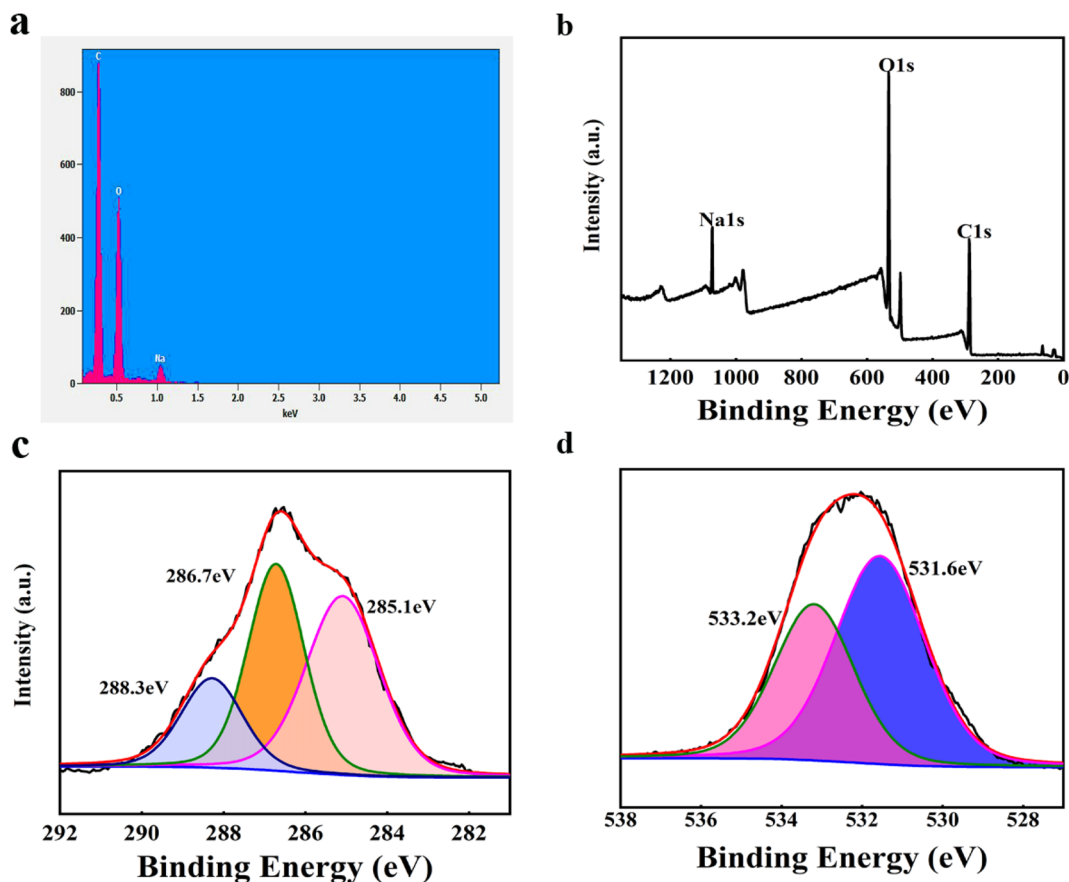 a
C
O
Na
800
600
400
200
0
0.5 1.0 1.5 2.0 2.5 3.0 3.5 4.0 4.5 5.0
keV
b
O1s
Na1s
C1s
Intensity (a.u.)
1200 1000 800 600 400 200 0
Binding Energy (eV)
c
286.7eV
285.1eV
288.3eV
Intensity (a.u.)
292 290 288 286 284 282
Binding Energy (eV)
d
531.6eV
533.2eV
538 536 534 532 530 528
Binding Energy (eV)